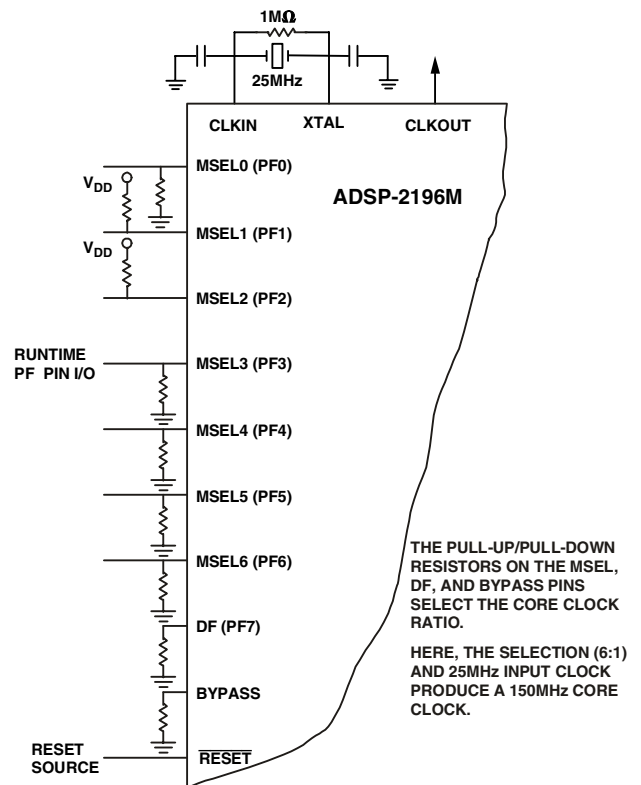 1MΩ
25MHz
CLKIN XTAL CLKOUT
MSEL0 (PF0)
VDD
ADSP-2196M
MSEL1 (PF1)
VDD
MSEL2 (PF2)
RUNTIME
PF PIN I/O
MSEL3 (PF3)
MSEL4 (PF4)
MSEL5 (PF5)
MSEL6 (PF6)
DF (PF7)
BYPASS
RESET
SOURCE
RESET
THE PULL-UP/PULL-DOWN
RESISTORS ON THE MSEL,
DF, AND BYPASS PINS
SELECT THE CORE CLOCK
RATIO.
HERE, THE SELECTION (6:1)
AND 25MHz INPUT CLOCK
PRODUCE A 150MHz CORE
CLOCK.